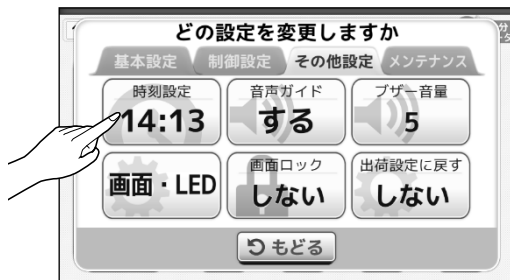 どの設定を変更しますか
基本設定 制御設定 その他設定 メンテナンス
時刻設定 音声ガイド ブザー音量
14:13 する 5
画面・LED 画面ロック 出荷設定に戻す
しない しない
もどる
分